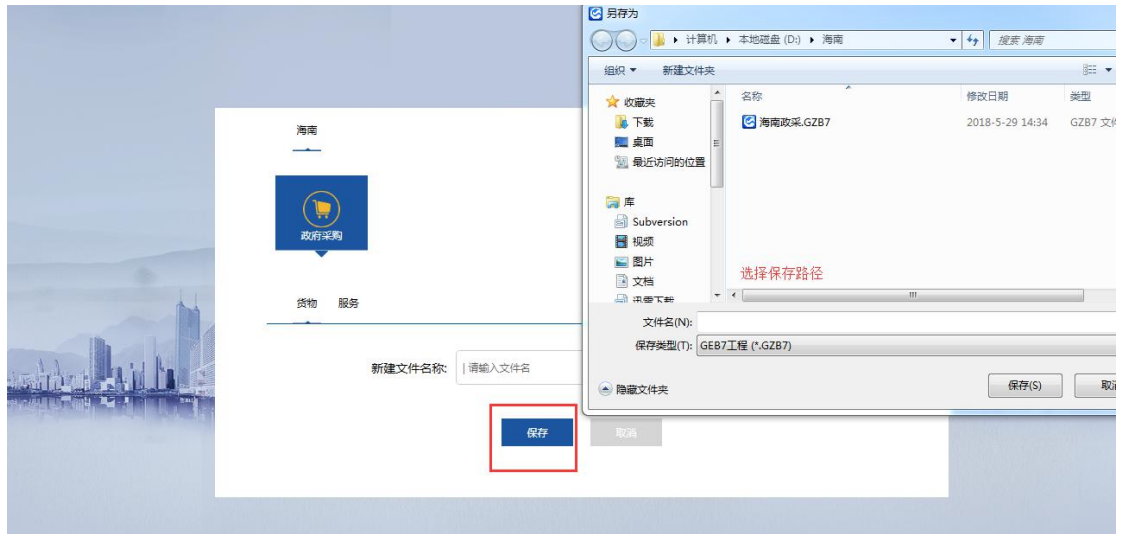 另存为
计算机 本地磁盘 (D:) 海南
搜索 海南
组织 新建文件夹
收藏夹
下载
桌面
最近访问的位置
库
Subversion
视频
图片
文档
迅雷下载
名称 修改日期 类型
海南政采.GZB7 2018-5-29 14:34 GZB7 文件
选择保存路径
文件名(N):
保存类型(T): GEB7工程 (*.GZB7)
隐藏文件夹
保存(S) 取消
海南
政府采购
货物 服务
新建文件名称: 请输入文件名
保存 取消